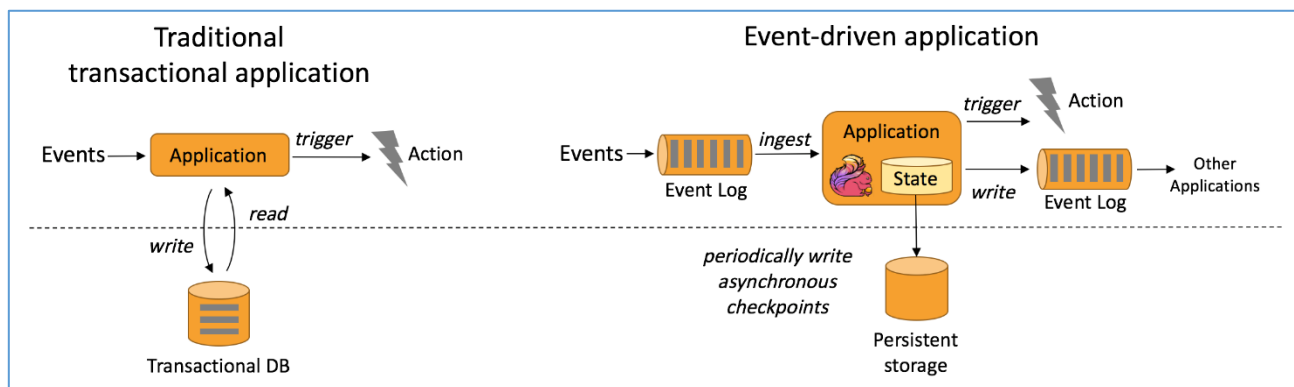 Traditional
transactional application
Events
Application
trigger
Action
write
read
Transactional DB
Event-driven application
Events
Event Log
ingest
Application
State
trigger
Action
write
Event Log
Other
Applications
periodically write
asynchronous
checkpoints
Persistent
storage